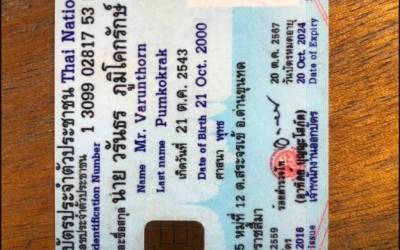 บัตรประจำตัวประชาชน Thai Natio
เลขประจำตัวประชาชน
Identification Number
1 3099 02817 53
ชื่อตัวและชื่อสกุล นาย วรันธร ภูมิโคกรักษ์
Name Mr. Varunthorn
Last name Pumkokrak
เกิดวันที่ 21 ต.ค. 2543
Date of Birth 21 Oct. 2000
ศาสนา พุทธ
5 หมู่ที่ 12 ต.สระจรเข้ อ.ด่านขุนทด
ราชสีมา
2559
2016
Issue
เจ้าพนักงานออกบัตร
20 ต.ค. 2567
วันบัตรหมดอายุ
20 Oct. 2024
Date of Expiry